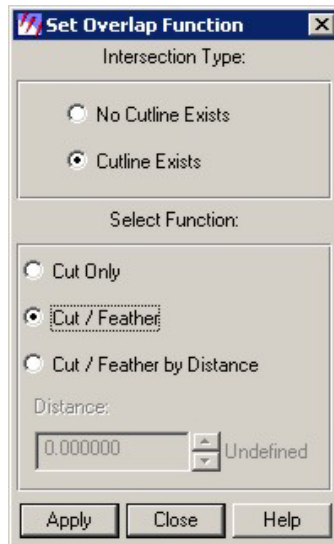 Set Overlap Function
Intersection Type:
No Cutline Exists
Cutline Exists
Select Function:
Cut Only
Cut / Feather
Cut / Feather by Distance
Distance:
0.000000 Undefined
Apply Close Help